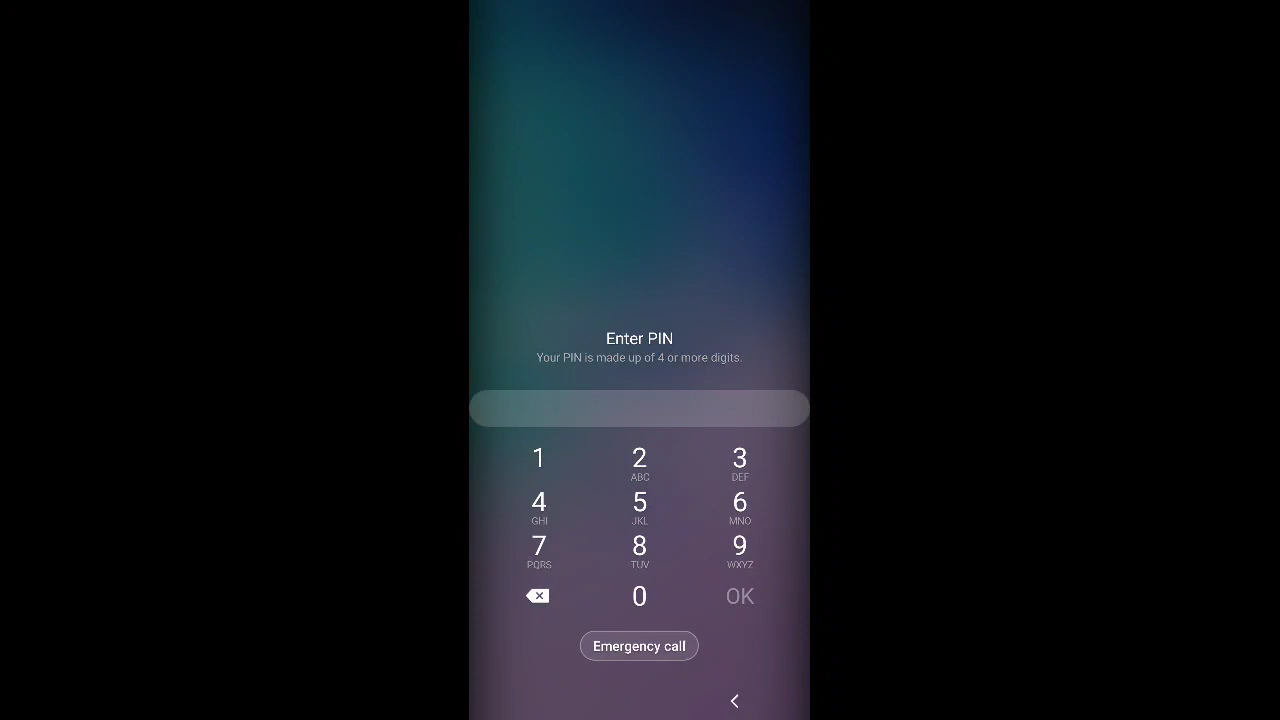 Enter PIN
Your PIN is made up of 4 or more digits.
1 2 3
ABC DEF
4 5 6
GHI JKL MNO
7 8 9
PQRS TUV WXYZ
0 OK
Emergency call